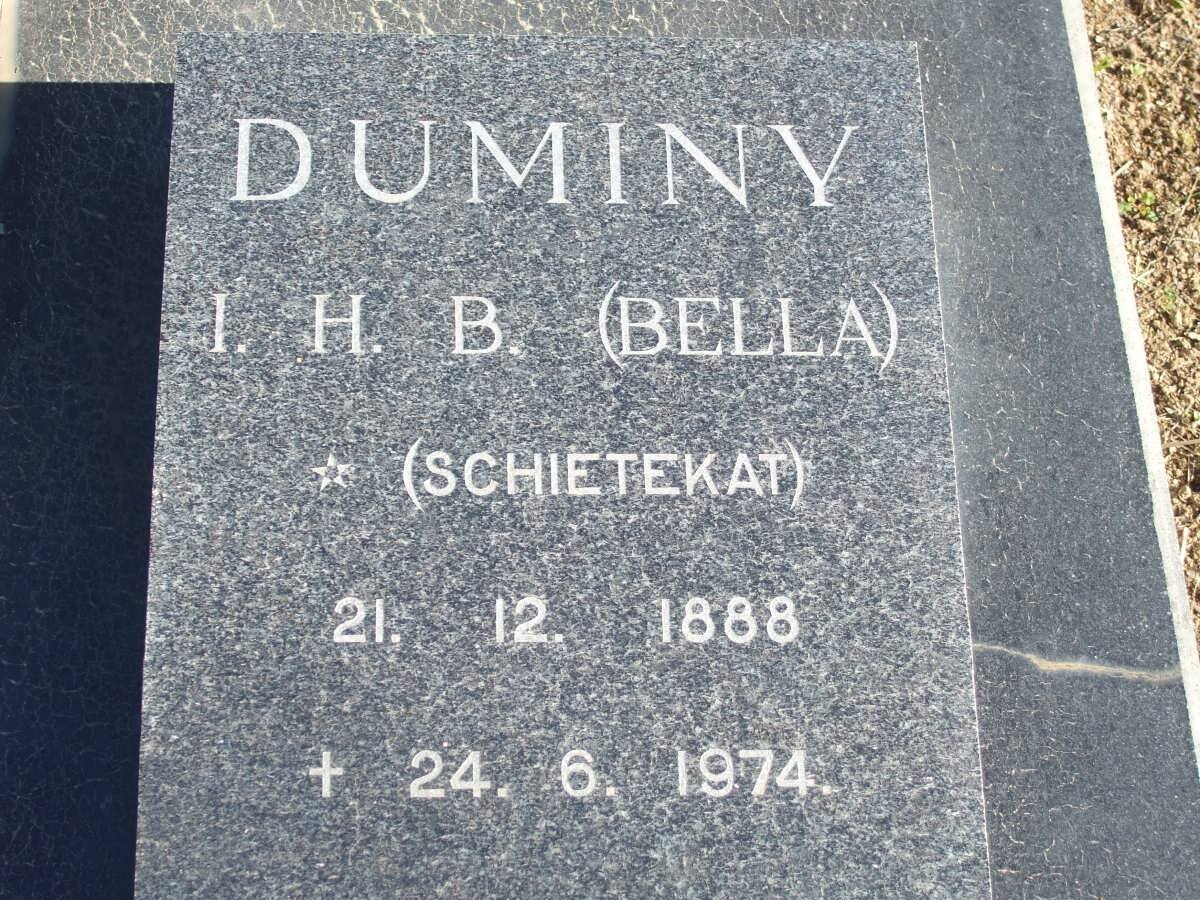 DUMINY
I. H. B. (BELLA)
☆ (SCHIETEKAT)
21. 12. 1888
† 24. 6. 1974.